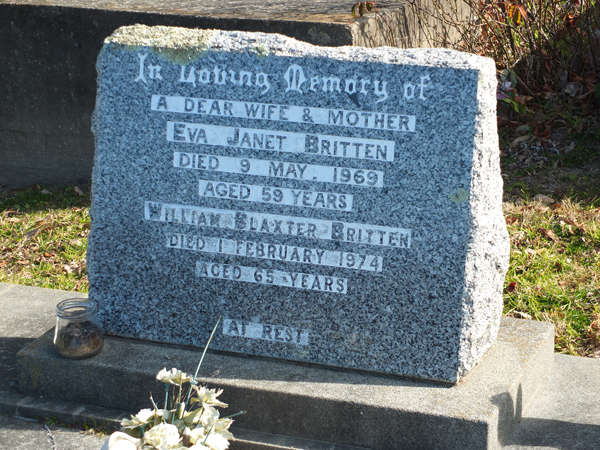 In Loving Memory of
A DEAR WIFE & MOTHER
EVA JANET BRITTEN
DIED 9 MAY. 1969
AGED 59 YEARS
WILLIAM BLAXTER BRITTEN
DIED 1 FEBRUARY 1974
AGED 65 YEARS
AT REST